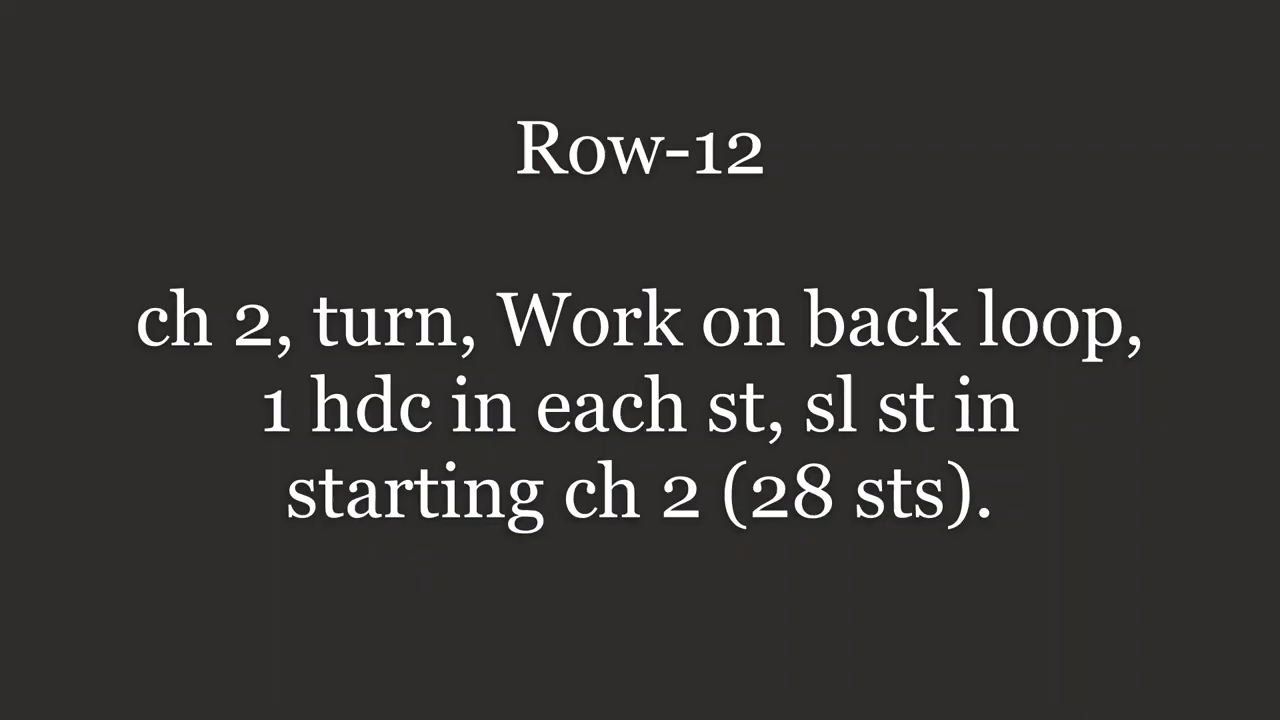 Row-12
ch 2, turn, Work on back loop,
1 hdc in each st, sl st in
starting ch 2 (28 sts).